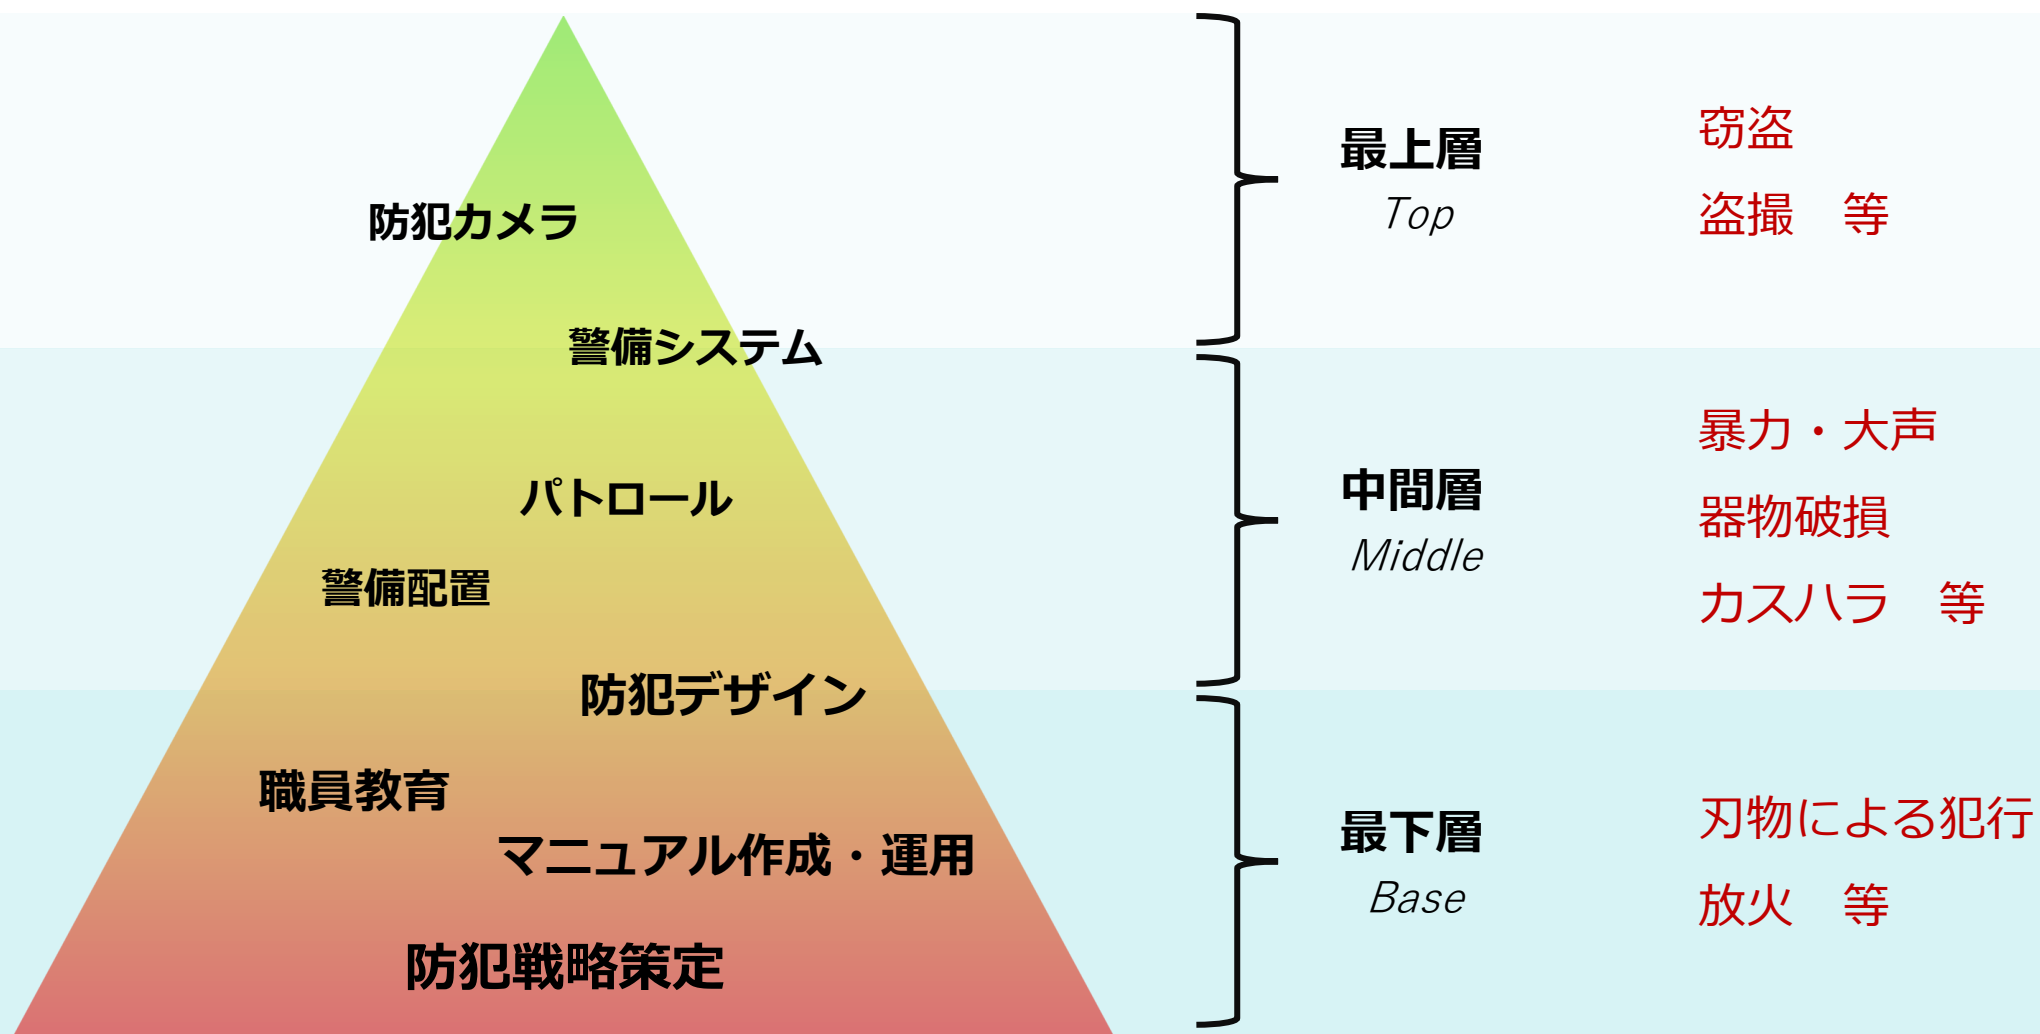 防犯カメラ
警備システム
パトロール
警備配置
防犯デザイン
職員教育
マニュアル作成・運用
防犯戦略策定
最上層
Top
窃盗
盗撮　等
中間層
Middle
暴力・大声
器物破損
カスハラ　等
最下層
Base
刃物による犯行
放火　等